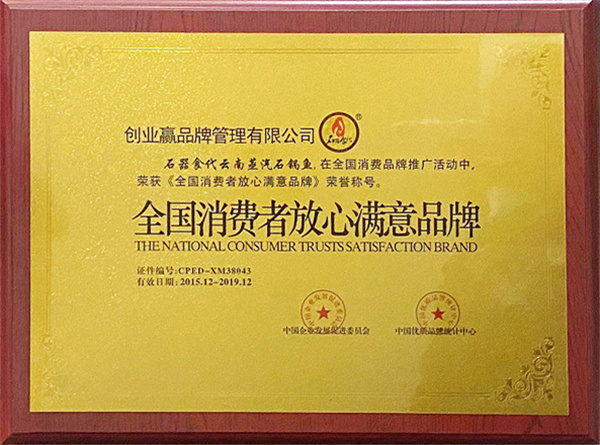 创业赢品牌管理有限公司
®
石器食代云南蒸汽石锅鱼，在全国消费品牌推广活动中，
荣获《全国消费者放心满意品牌》荣誉称号。
全国消费者放心满意品牌
THE NATIONAL CONSUMER TRUSTS SATISFACTION BRAND
证件编号:CPED-XM38043
有效日期:2015.12~2019.12
中国企业发展促进委员会
中国优质品牌统计中心